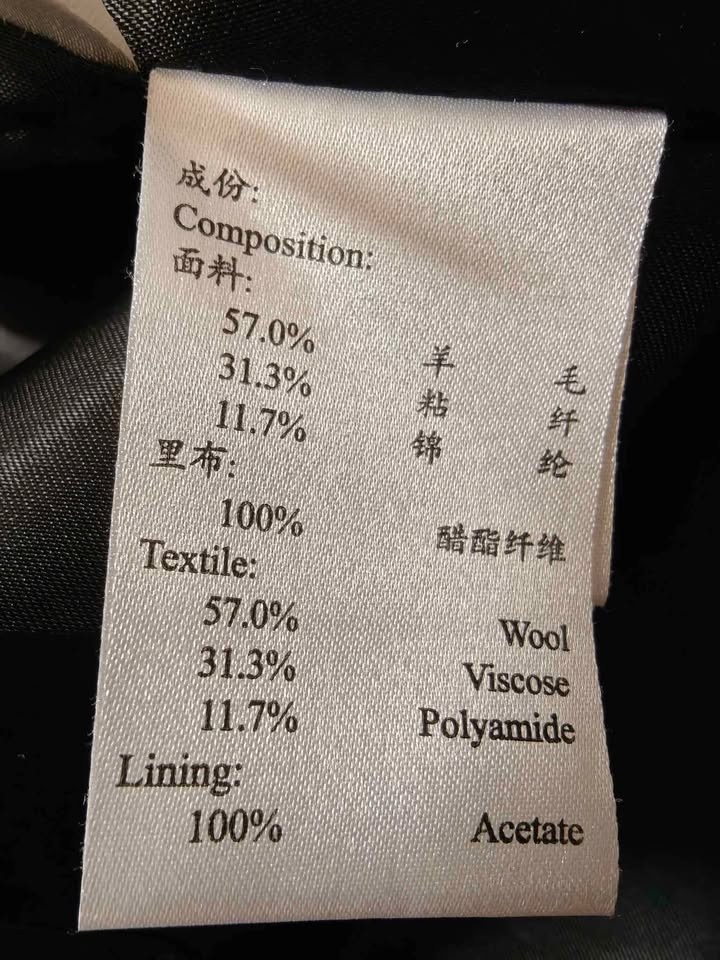 成份:
Composition:
面料:
57.0% 羊毛
31.3% 粘纤
11.7% 锦纶
里布:
100% 醋酯纤维
Textile:
57.0% Wool
31.3% Viscose
11.7% Polyamide
Lining:
100% Acetate